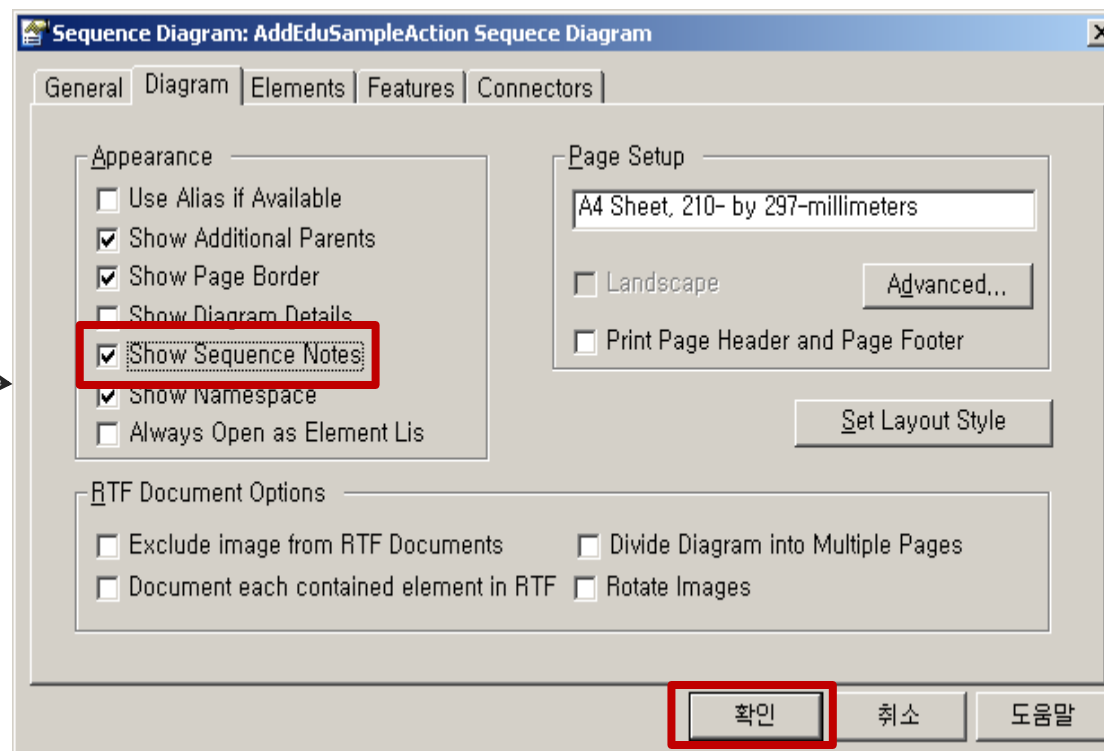 Sequence Diagram: AddEduSampleAction Sequece Diagram
General Diagram Elements Features Connectors
Appearance
Use Alias if Available
Show Additional Parents
Show Page Border
Show Diagram Details
Show Sequence Notes
Show Namespace
Always Open as Element Lis
Page Setup
A4 Sheet, 210- by 297-millimeters
Landscape
Advanced...
Print Page Header and Page Footer
Set Layout Style
RTF Document Options
Exclude image from RTF Documents
Divide Diagram into Multiple Pages
Document each contained element in RTF
Rotate Images
확인 취소 도움말